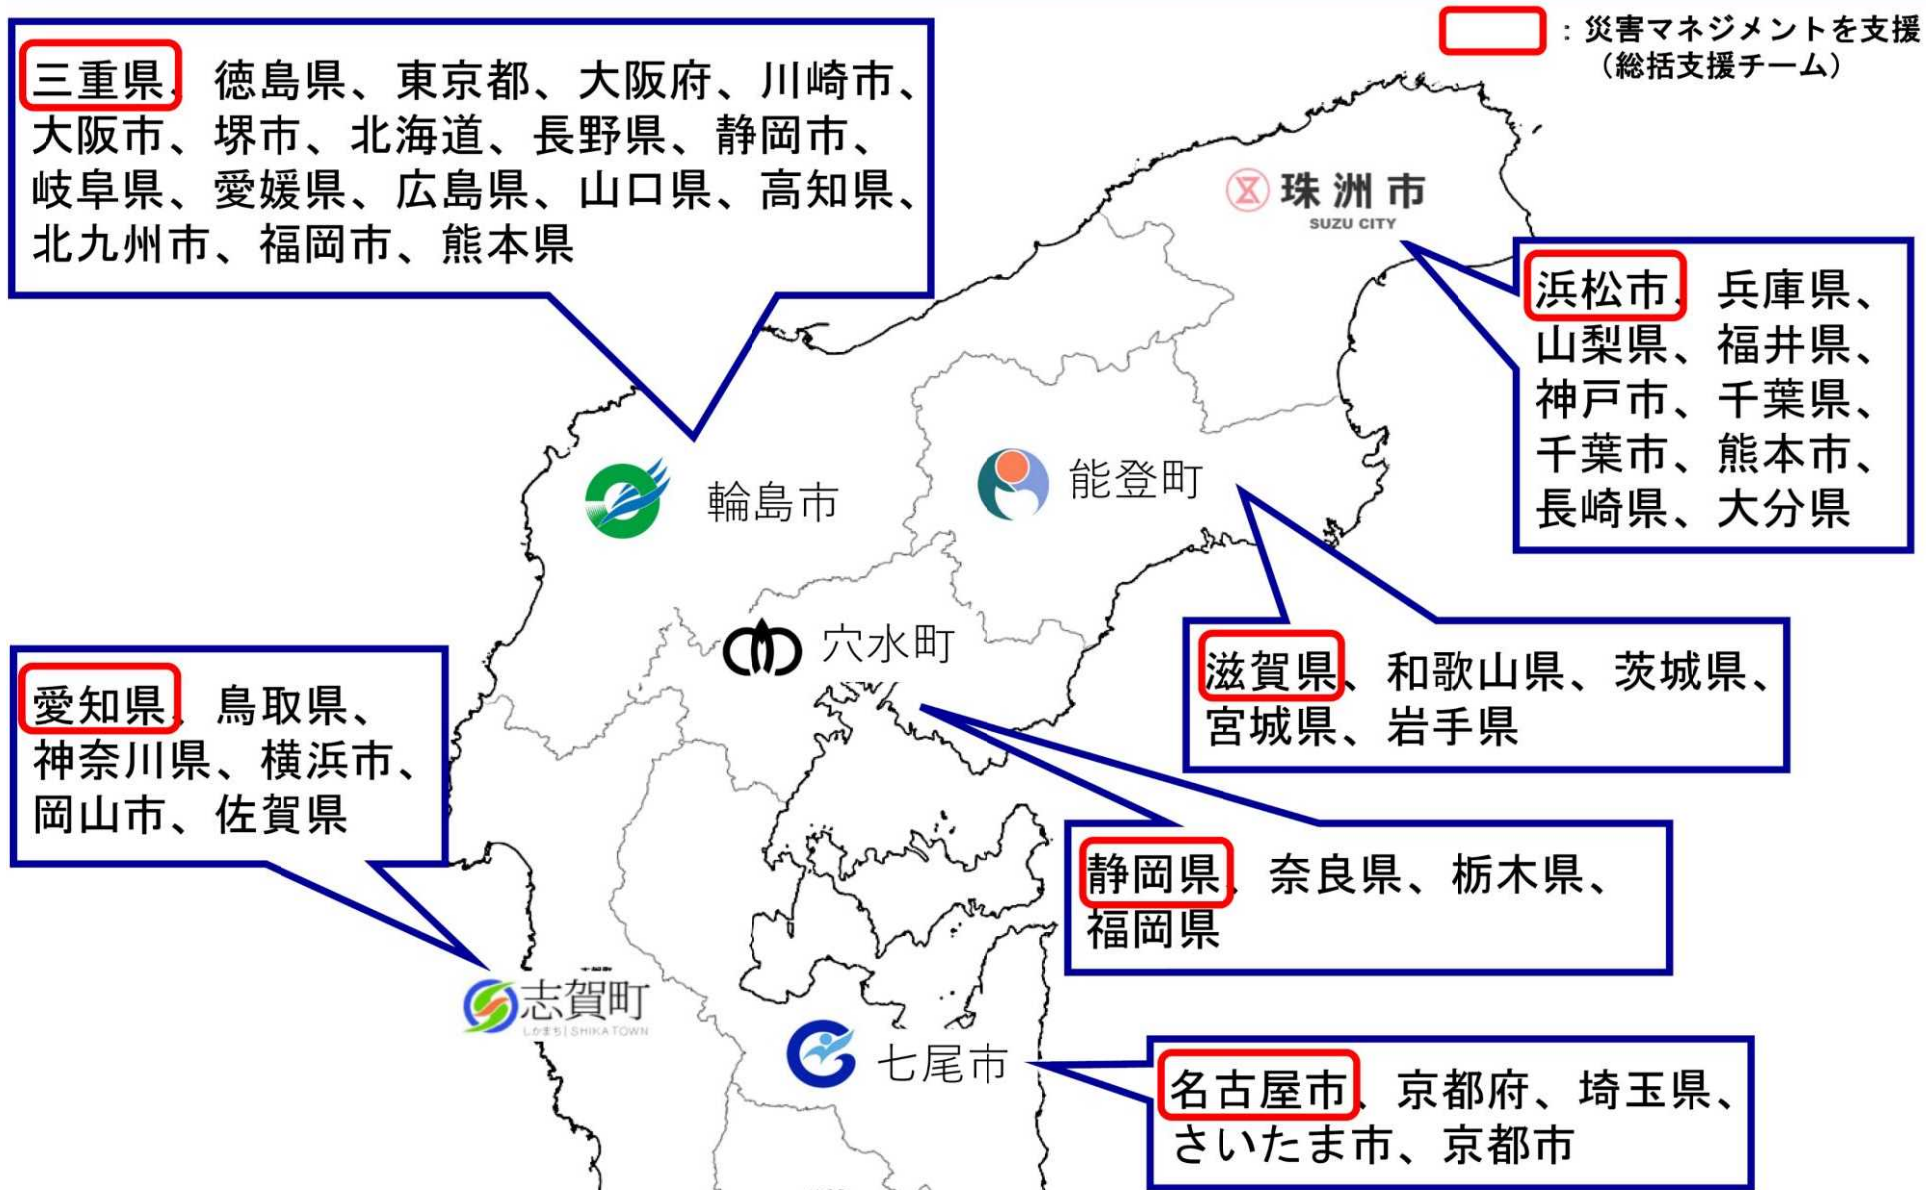 ：災害マネジメントを支援
（総括支援チーム）
三重県、徳島県、東京都、大阪府、川崎市、
大阪市、堺市、北海道、長野県、静岡市、
岐阜県、愛媛県、広島県、山口県、高知県、
北九州市、福岡市、熊本県
珠洲市
SUZU CITY
浜松市、兵庫県、
山梨県、福井県、
神戸市、千葉県、
千葉市、熊本市、
長崎県、大分県
輪島市
能登町
穴水町
滋賀県、和歌山県、茨城県、
宮城県、岩手県
愛知県、鳥取県、
神奈川県、横浜市、
岡山市、佐賀県
静岡県、奈良県、栃木県、
福岡県
志賀町
しかまち|SHIKA TOWN
七尾市
名古屋市、京都府、埼玉県、
さいたま市、京都市